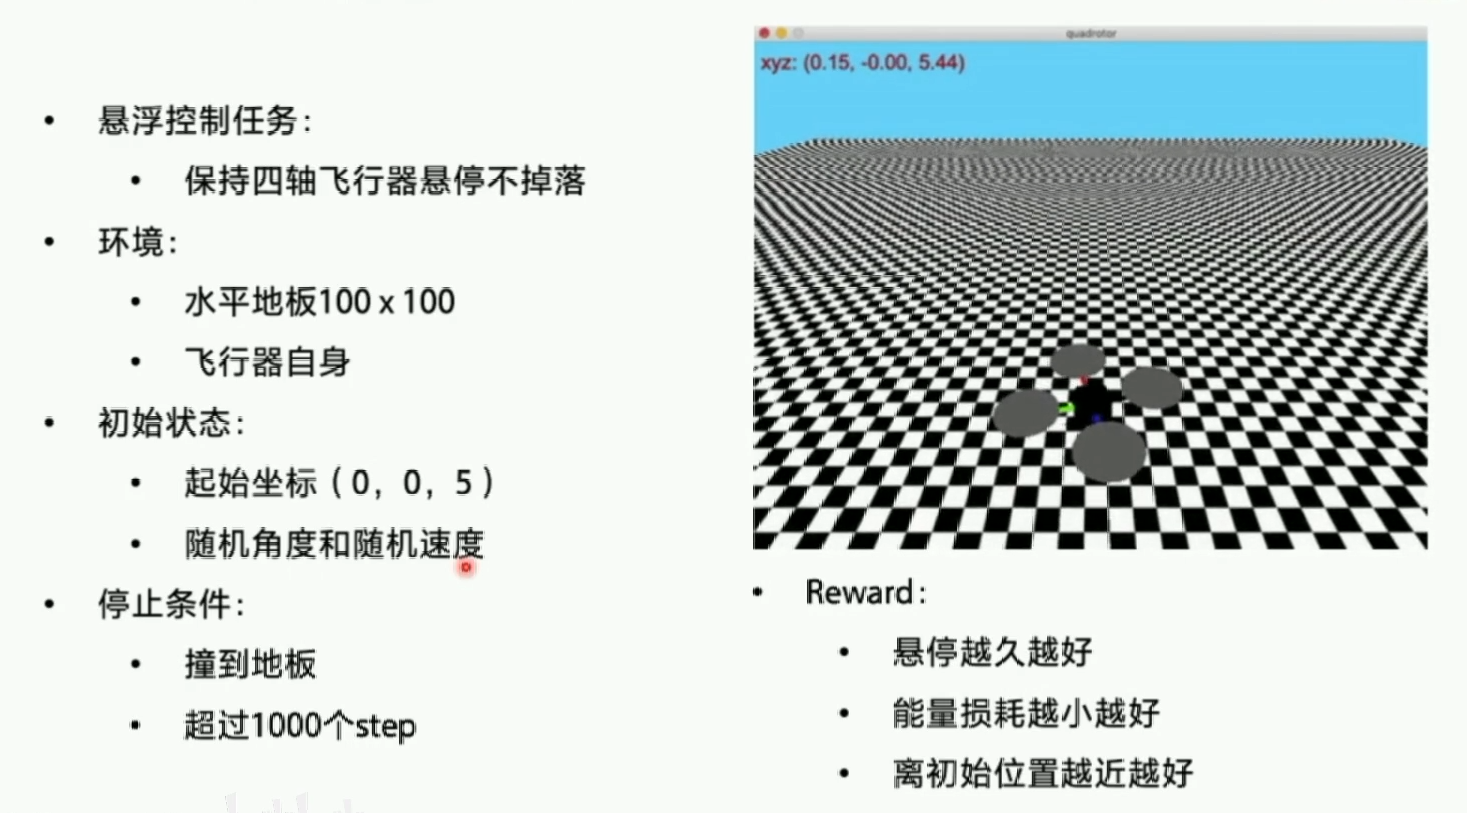 悬浮控制任务：
保持四轴飞行器悬停不掉落
环境：
水平地板100 x 100
飞行器自身
初始状态：
起始坐标（0，0，5）
随机角度和随机速度
停止条件：
撞到地板
超过1000个step
quadrotor
xyz: (0.15, -0.00, 5.44)
Reward：
悬停越久越好
能量损耗越小越好
离初始位置越近越好